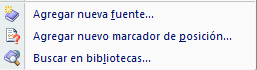 Agregar nueva fuente...
Agregar nuevo marcador de posición...
Buscar en bibliotecas...